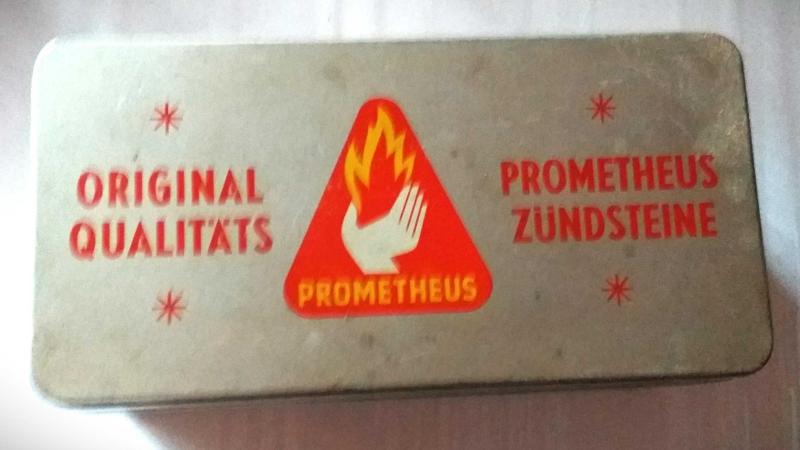 ORIGINAL
QUALITÄTS
PROMETHEUS
PROMETHEUS
ZÜNDSTEINE